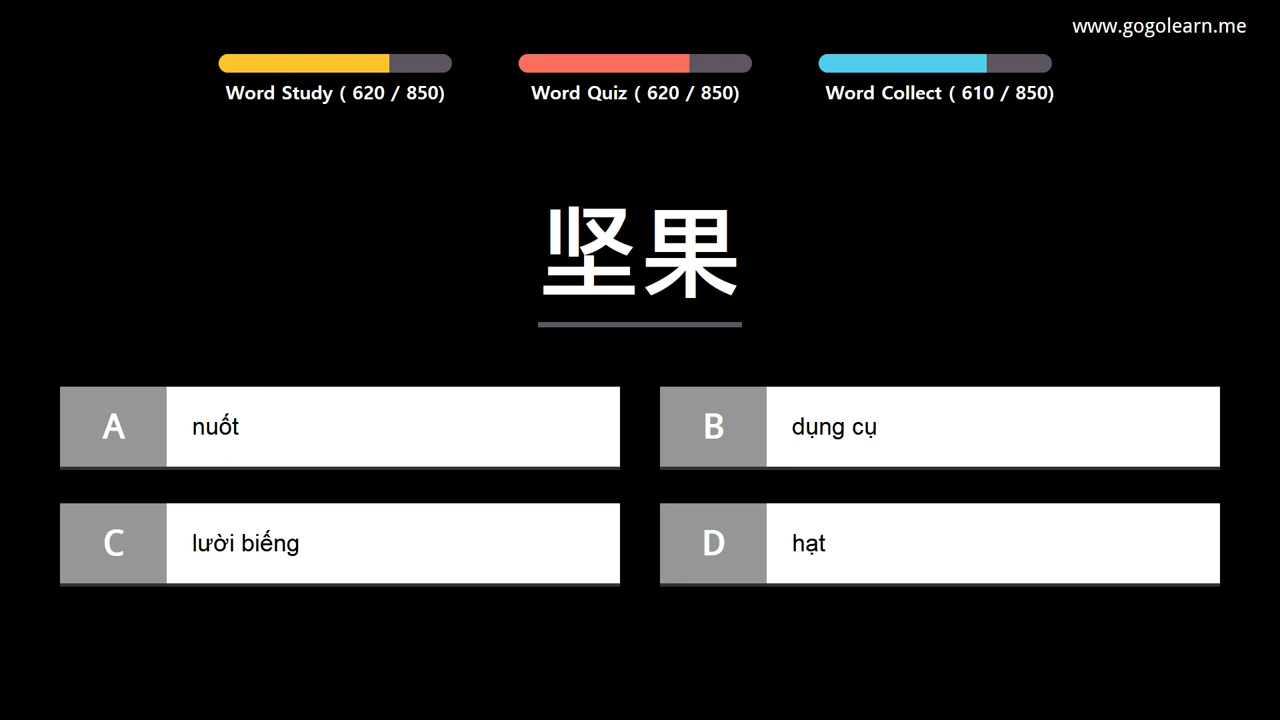 www.gogolearn.me
Word Study ( 620 / 850)
Word Quiz ( 620 / 850)
Word Collect ( 610 / 850)
坚果
A nuốt
B dụng cụ
C lười biếng
D hạt